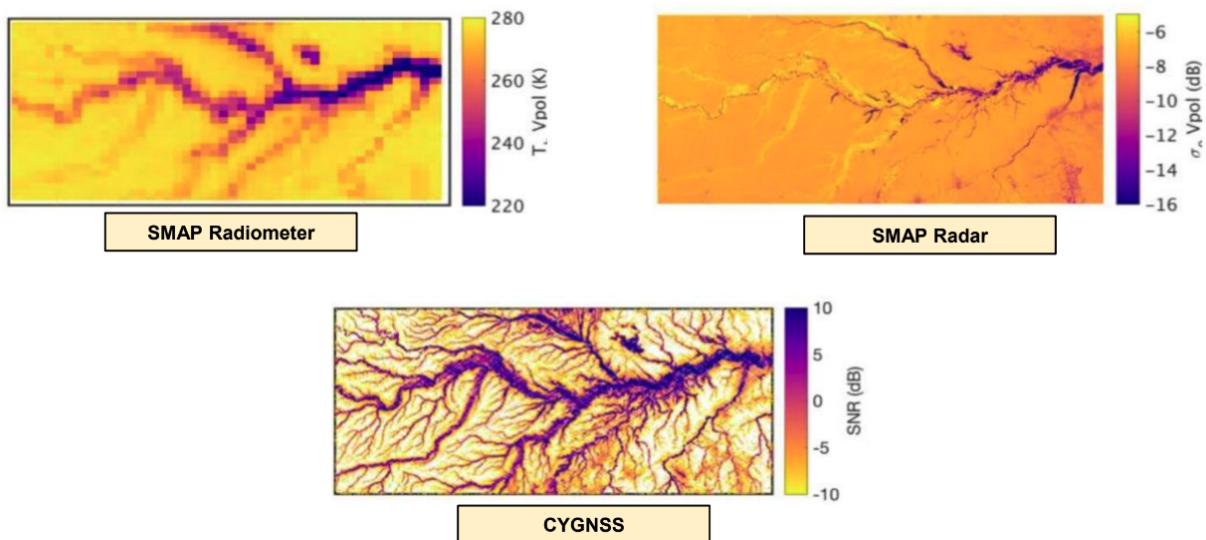 280
260
240
220
T, Vpol (K)
SMAP Radiometer
-6
-8
-10
-12
-14
-16
Vpol (dB)
SMAP Radar
10
5
0
-5
-10
SNR (dB)
CYGNSS